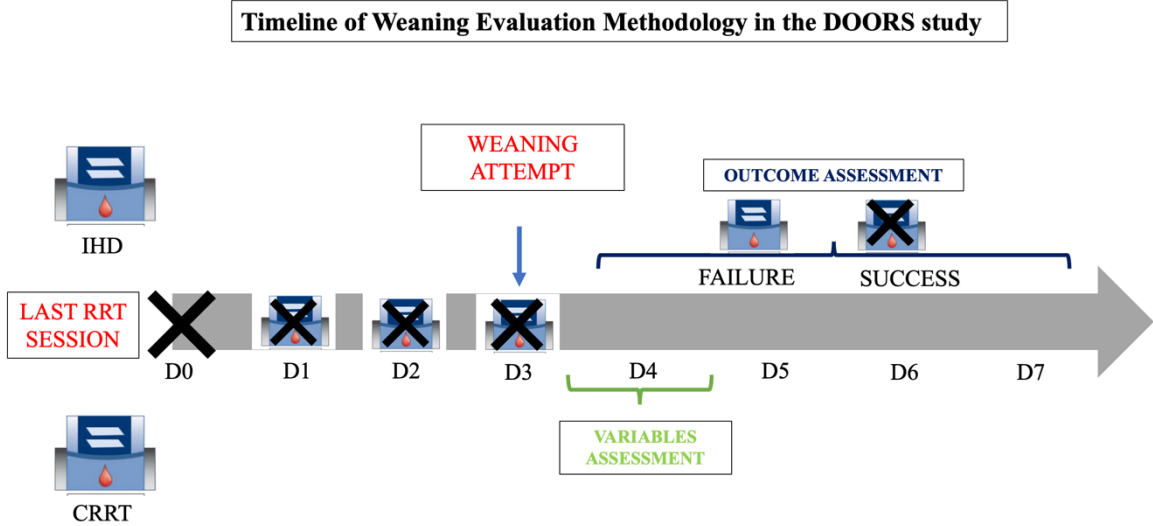 Timeline of Weaning Evaluation Methodology in the DOORS study
WEANING
ATTEMPT
OUTCOME ASSESSMENT
IHD
FAILURE
SUCCESS
LAST RRT
SESSION
D0
D1
D2
D3
D4
D5
D6
D7
VARIABLES
ASSESSMENT
CRRT